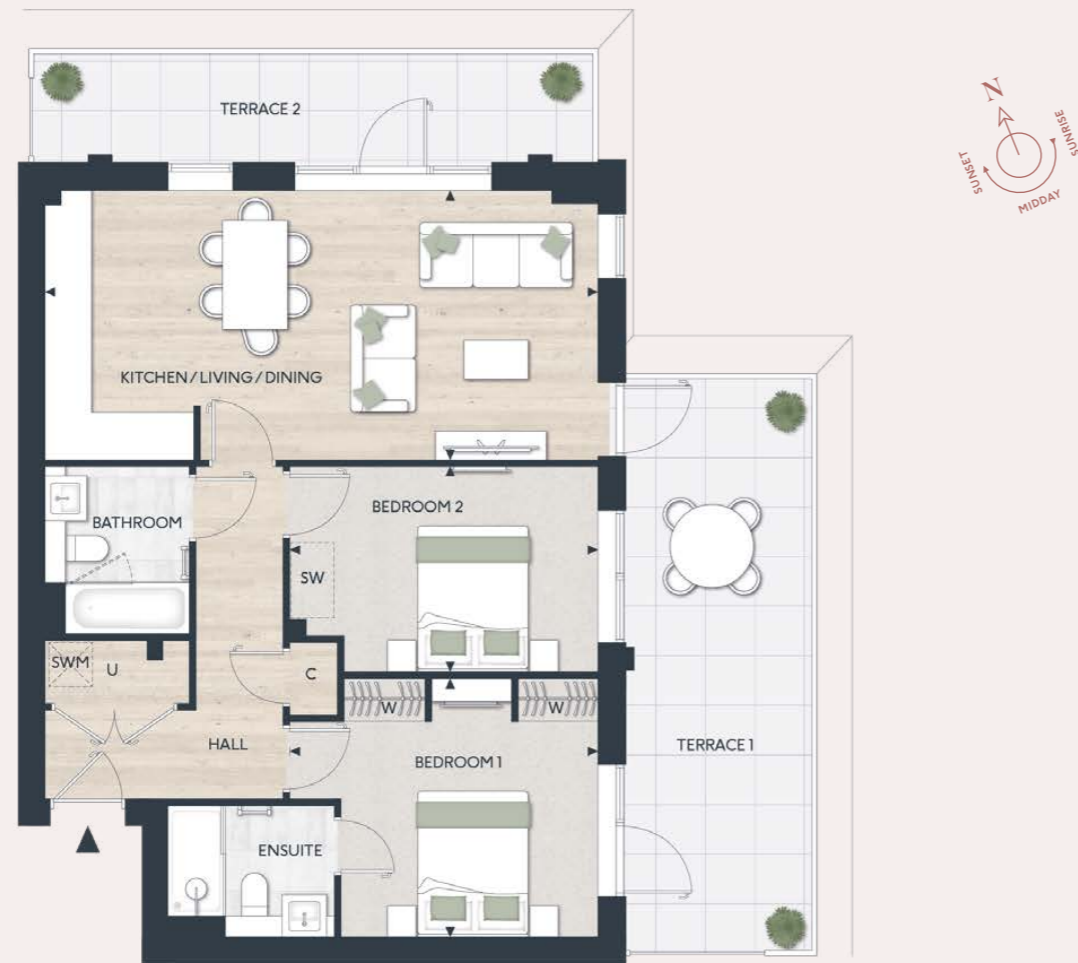 TERRACE 2
N
SUNRISE
SUNSET
MIDDAY
KITCHEN/LIVING/DINING
BATHROOM
BEDROOM 2
SW
SWM
U
C
W
W
HALL
BEDROOM 1
TERRACE 1
ENSUITE